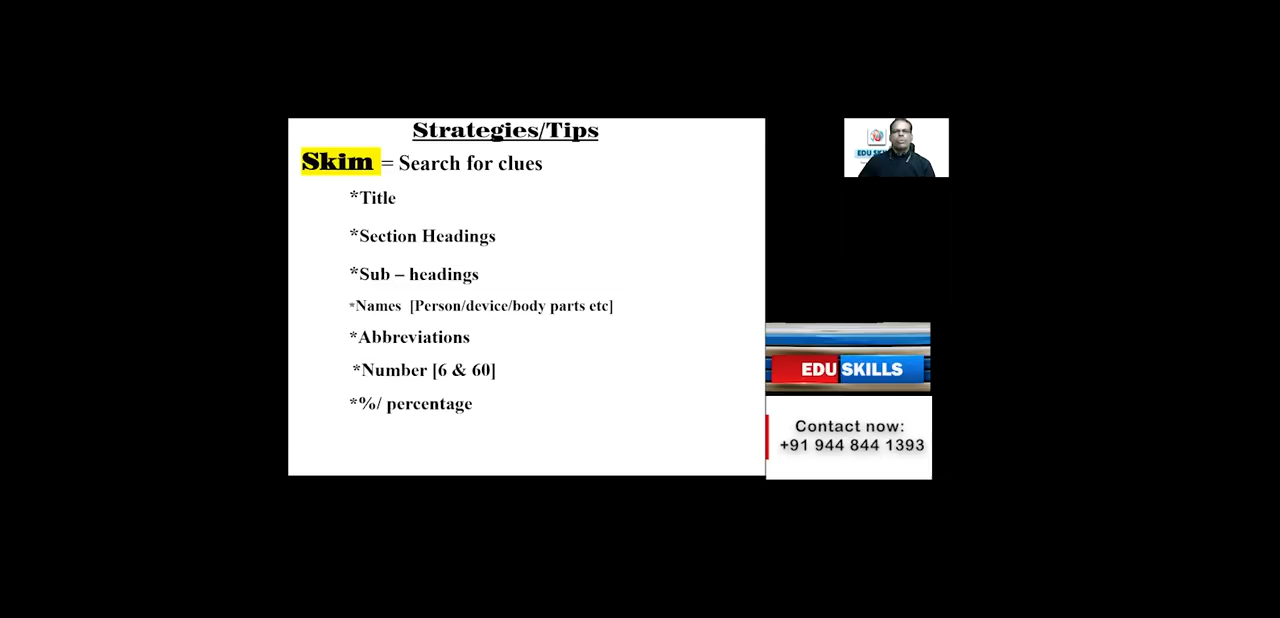 Strategies/Tips
Skim = Search for clues
*Title
*Section Headings
*Sub – headings
*Names [Person/device/body parts etc]
*Abbreviations
*Number [6 & 60]
*%/ percentage
EDU SKILLS
Contact now:
+91 944 844 1393